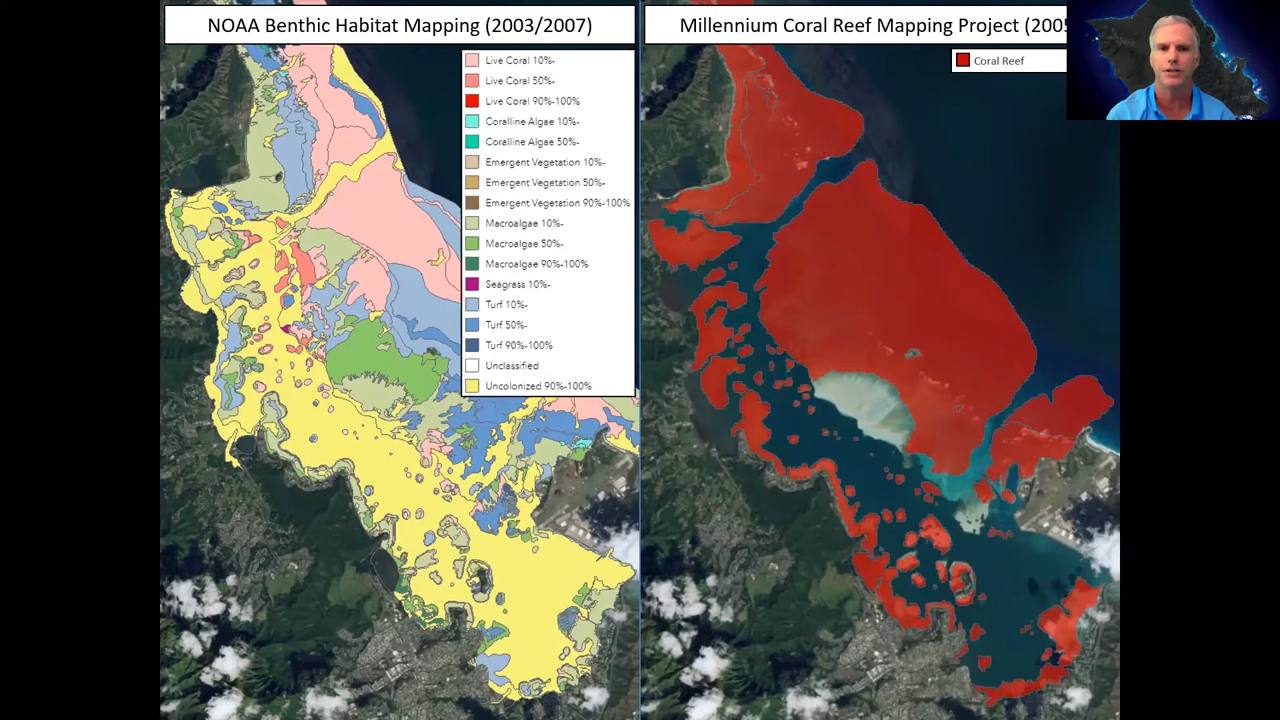 NOAA Benthic Habitat Mapping (2003/2007)
Live Coral 10%-
Live Coral 50%-
Live Coral 90%-100%
Coralline Algae 10%-
Coralline Algae 50%-
Emergent Vegetation 10%-
Emergent Vegetation 50%-
Emergent Vegetation 90%-100%
Macroalgae 10%-
Macroalgae 50%-
Macroalgae 90%-100%
Seagrass 10%-
Turf 10%-
Turf 50%-
Turf 90%-100%
Unclassified
Uncolonized 90%-100%
Millennium Coral Reef Mapping Project (2005
Coral Reef